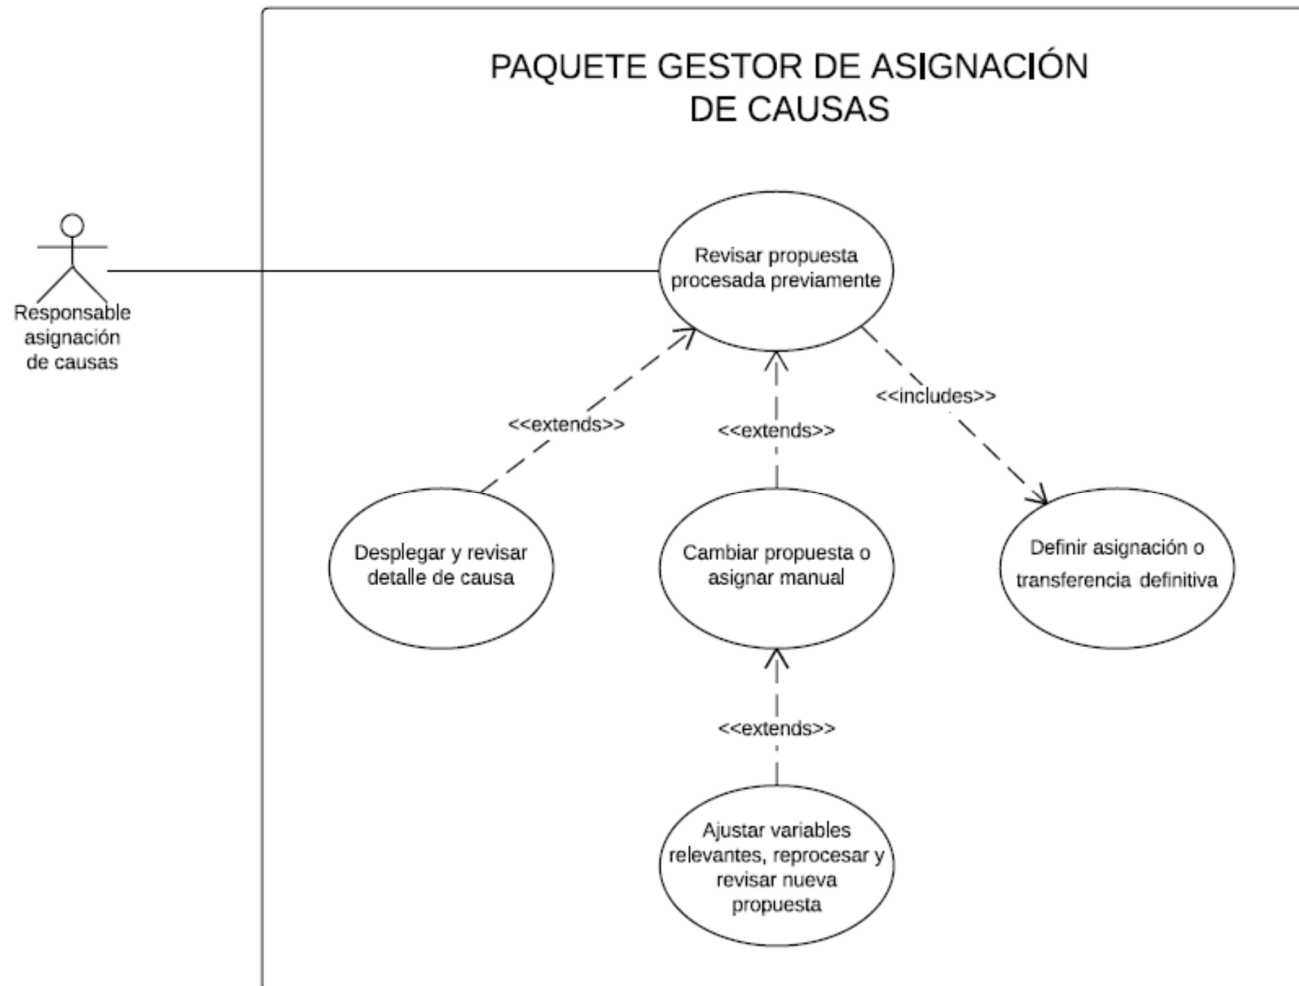 PAQUETE GESTOR DE ASIGNACIÓN
DE CAUSAS
Responsable
asignación
de causas
Revisar propuesta
procesada previamente
<<extends>>
<<extends>>
<<includes>>
Desplegar y revisar
detalle de causa
Cambiar propuesta o
asignar manual
Definir asignación o
transferencia definitiva
<<extends>>
Ajustar variables
relevantes, reprocesar y
revisar nueva
propuesta